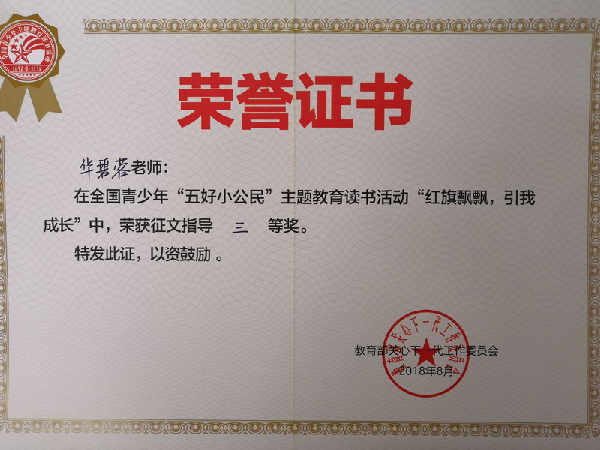 荣誉证书
华碧蓉老师：
在全国青少年“五好小公民”主题教育读书活动“红旗飘飘，引我
成长”中，荣获征文指导 三 等奖。
特发此证，以资鼓励 。
教育部关心下一代工作委员会
2018年8月